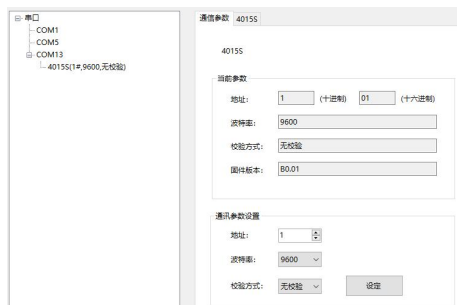 串口
COM1
COM5
COM13
4015S(1#,9600,无校验)
通信参数 4015S
4015S
当前参数
地址: 1 (十进制) 01 (十六进制)
波特率: 9600
校验方式: 无校验
固件版本: B0.01
通讯参数设置
地址: 1
波特率: 9600
校验方式: 无校验 设定